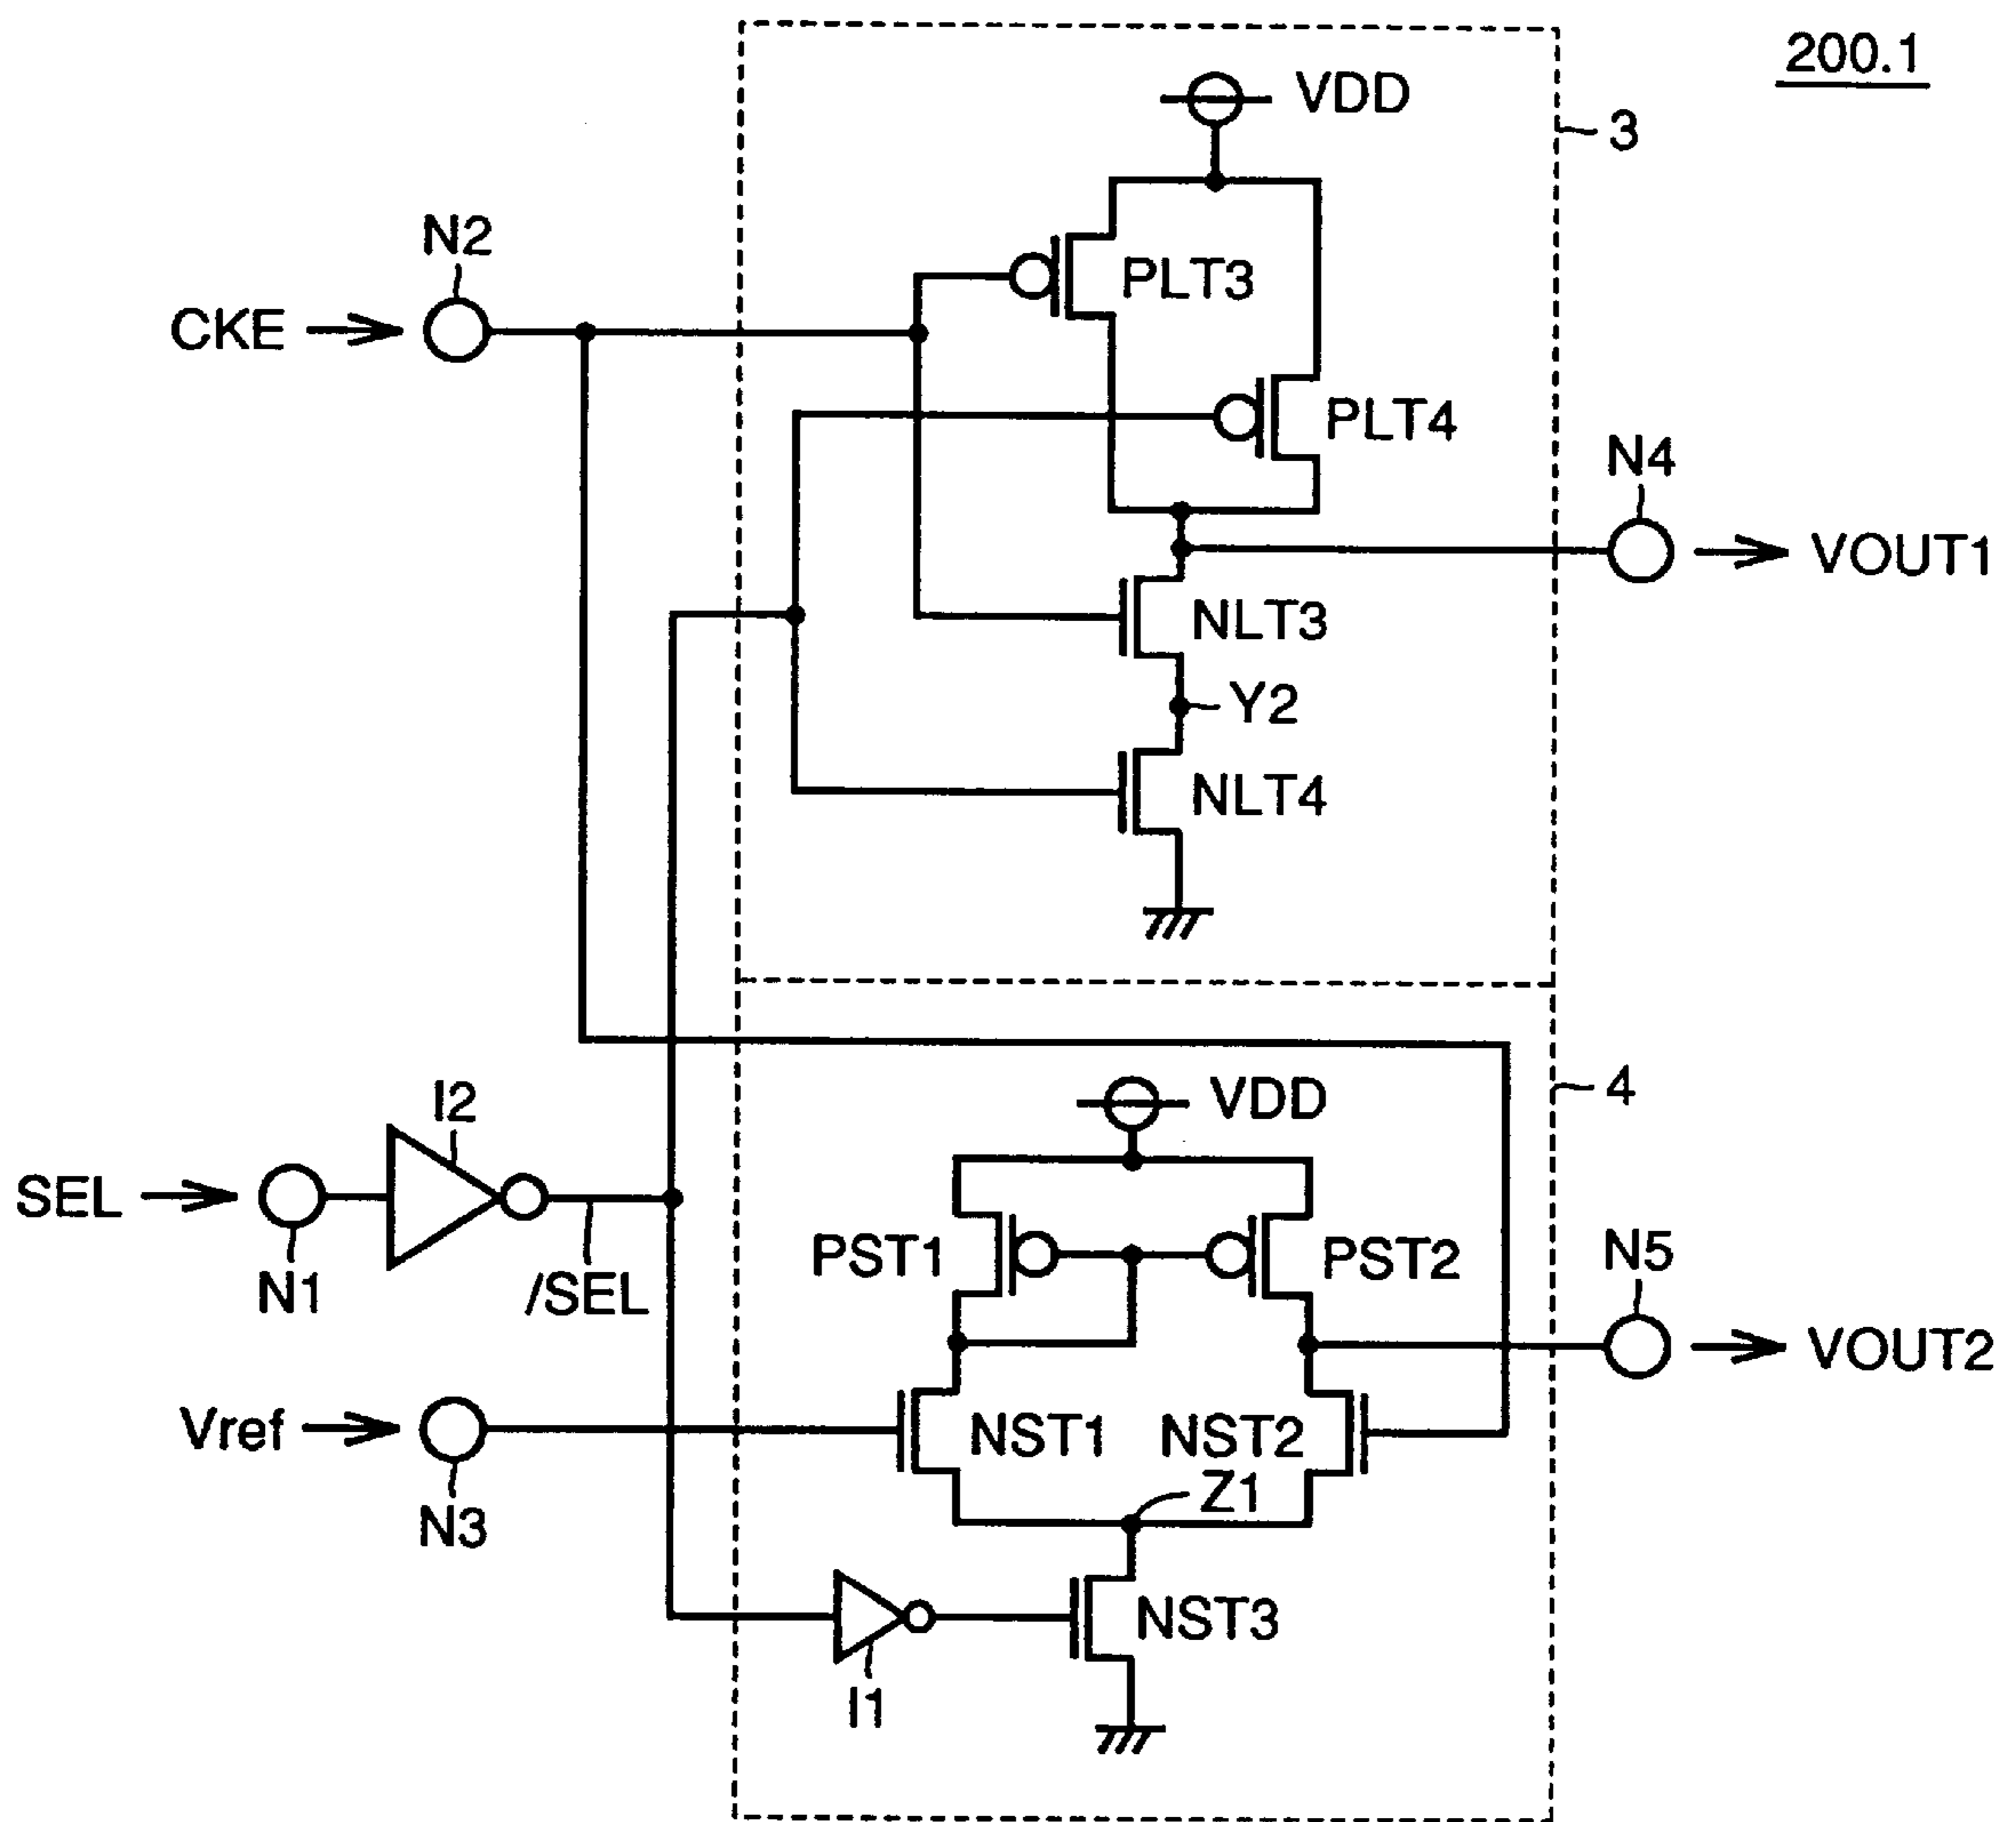 200.1
VDD
3
N2
PLT3
CKE
PLT4
N4
VOUT1
NLT3
Y2
NLT4
I2
VDD
4
SEL
PST1
PST2
N5
N1
/SEL
VOUT2
Vref
NST1
NST2
Z1
N3
NST3
I1